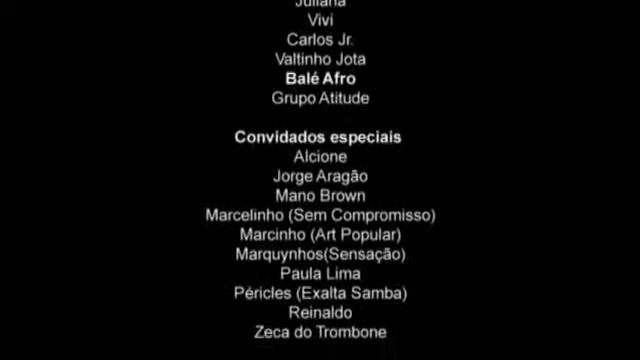 Juliana
Vivi
Carlos Jr.
Valtinho Jota
Balé Afro
Grupo Atitude
Convidados especiais
Alcione
Jorge Aragão
Mano Brown
Marcelinho (Sem Compromisso)
Marcinho (Art Popular)
Marquynhos(Sensação)
Paula Lima
Péricles (Exalta Samba)
Reinaldo
Zeca do Trombone